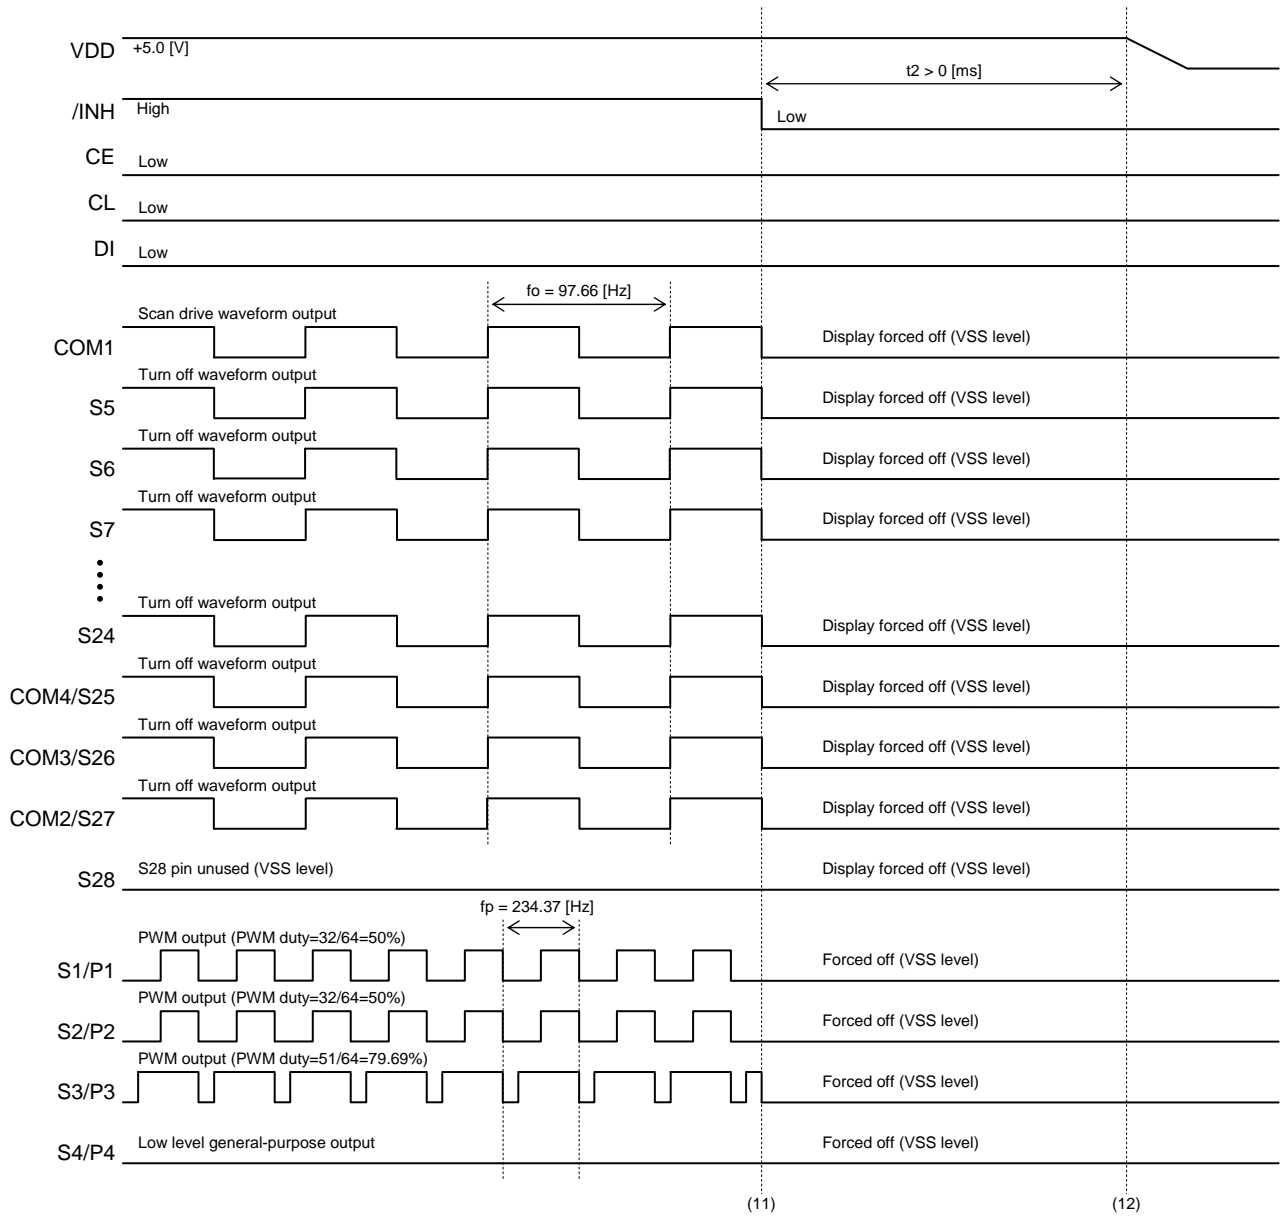 VDD +5.0 [V]
t2 > 0 [ms]
/INH High
Low
CE Low
CL Low
DI Low
fo = 97.66 [Hz]
Scan drive waveform output
COM1 Display forced off (VSS level)
Turn off waveform output
S5 Display forced off (VSS level)
Turn off waveform output
S6 Display forced off (VSS level)
Turn off waveform output
S7 Display forced off (VSS level)
Turn off waveform output
S24 Display forced off (VSS level)
Turn off waveform output
COM4/S25 Display forced off (VSS level)
Turn off waveform output
COM3/S26 Display forced off (VSS level)
Turn off waveform output
COM2/S27 Display forced off (VSS level)
S28 S28 pin unused (VSS level) Display forced off (VSS level)
fp = 234.37 [Hz]
PWM output (PWM duty=32/64=50%)
S1/P1 Forced off (VSS level)
PWM output (PWM duty=32/64=50%)
S2/P2 Forced off (VSS level)
PWM output (PWM duty=51/64=79.69%)
S3/P3 Forced off (VSS level)
S4/P4 Low level general-purpose output Forced off (VSS level)
(11) (12)